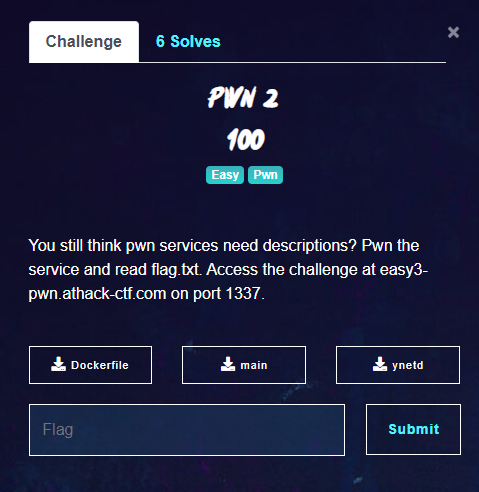 Challenge
6 Solves
×
PWN 2
100
Easy Pwn
You still think pwn services need descriptions? Pwn the
service and read flag.txt. Access the challenge at easy3-
pwn.athack-ctf.com on port 1337.
Dockerfile
main
ynetd
Flag
Submit